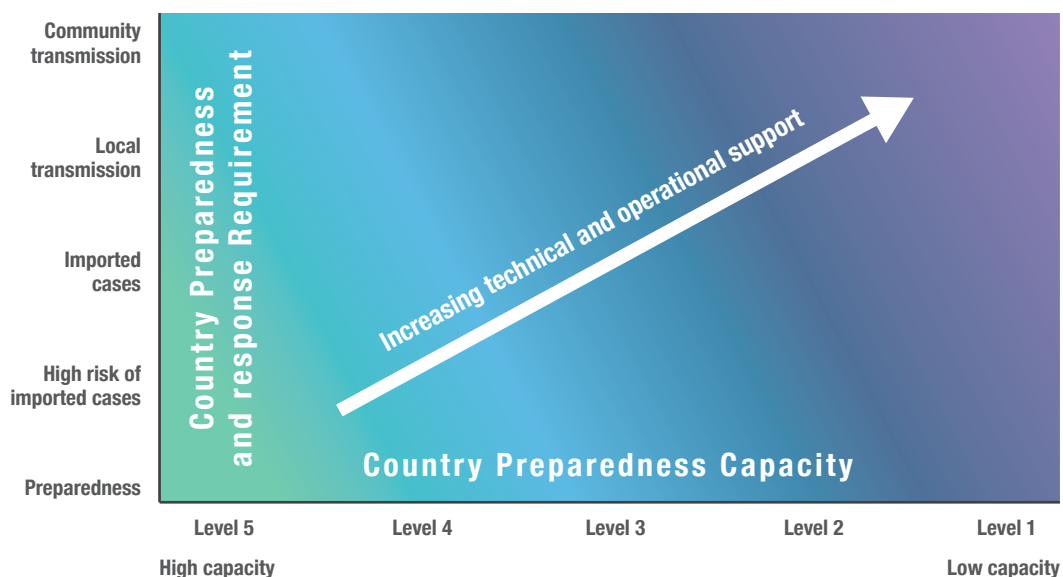 Community
transmission
Local
transmission
Imported
cases
High risk of
imported cases
Preparedness
Country Preparedness
and response Requirement
Increasing technical and operational support
Country Preparedness Capacity
Level 5
Level 4
Level 3
Level 2
Level 1
High capacity
Low capacity